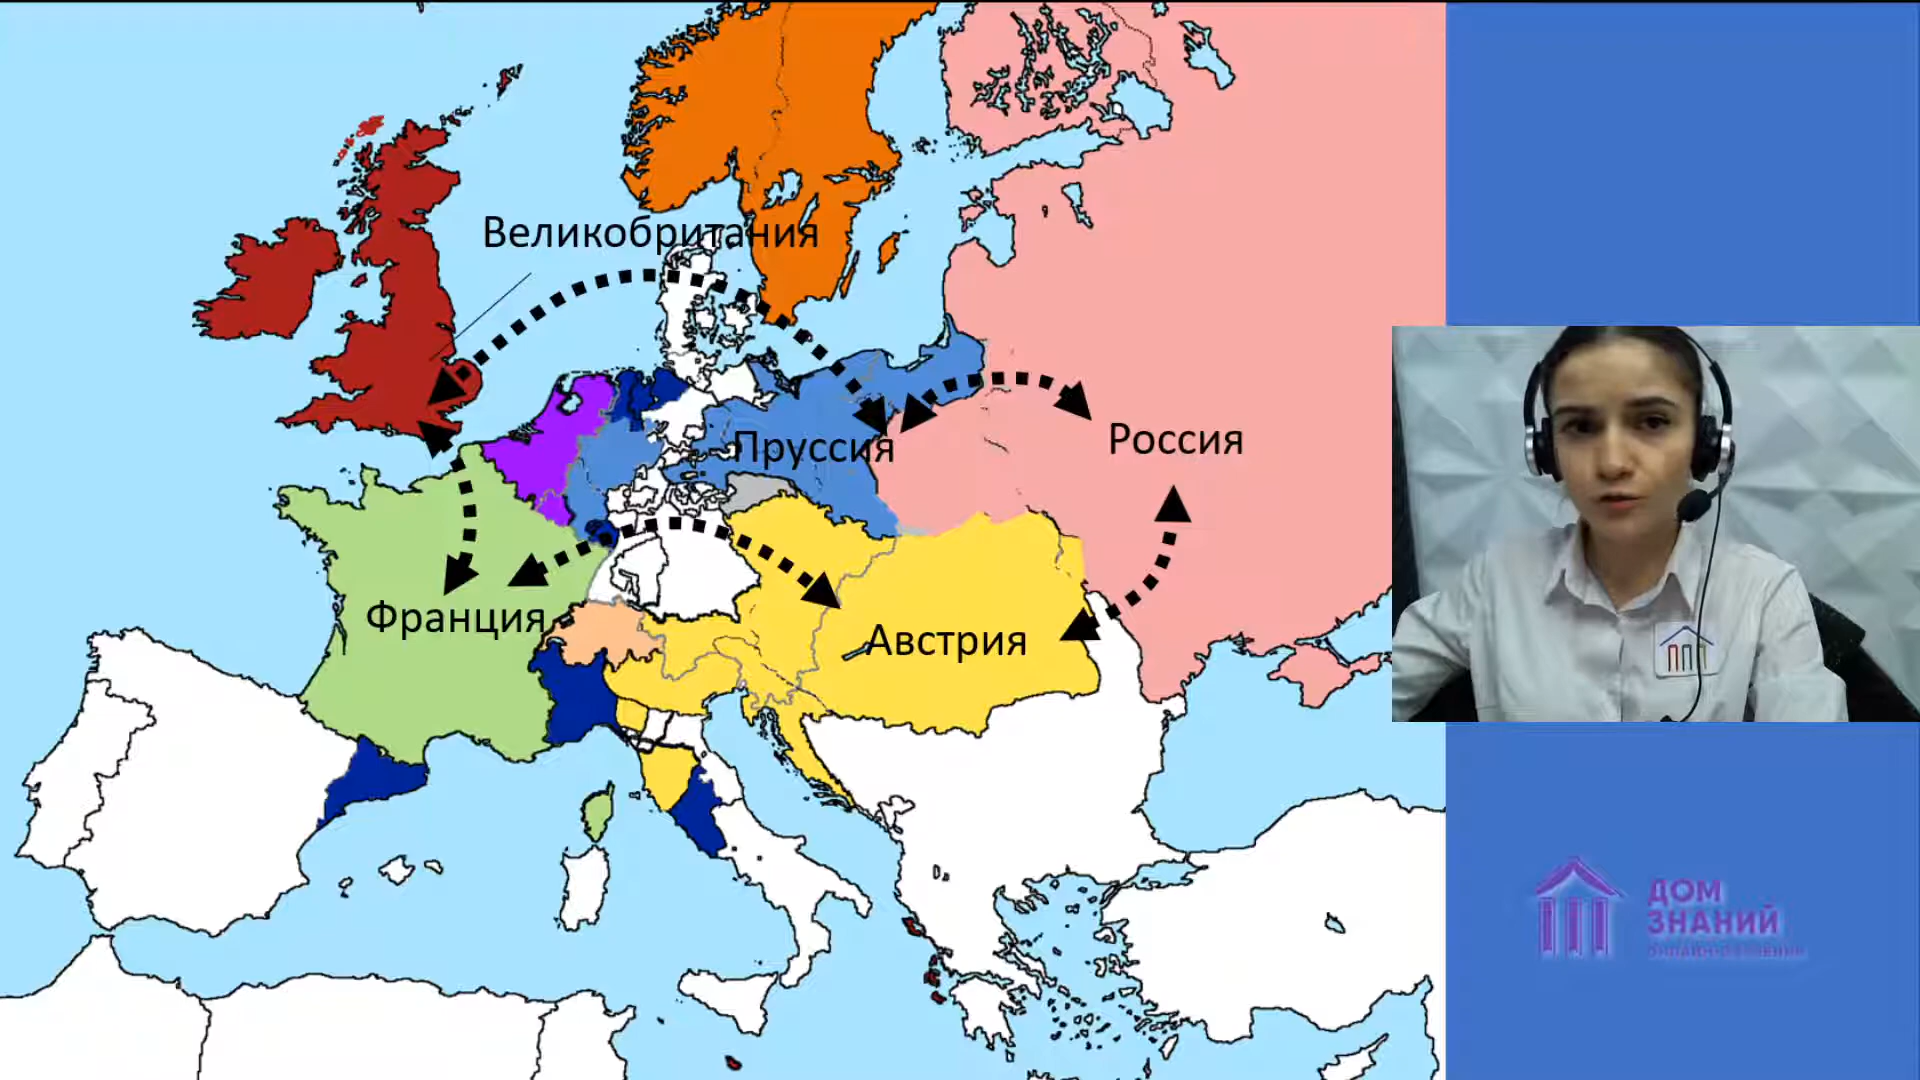 Великобритания
Пруссия
Россия
Франция
Австрия
ДОМ
ЗНАНИЙ